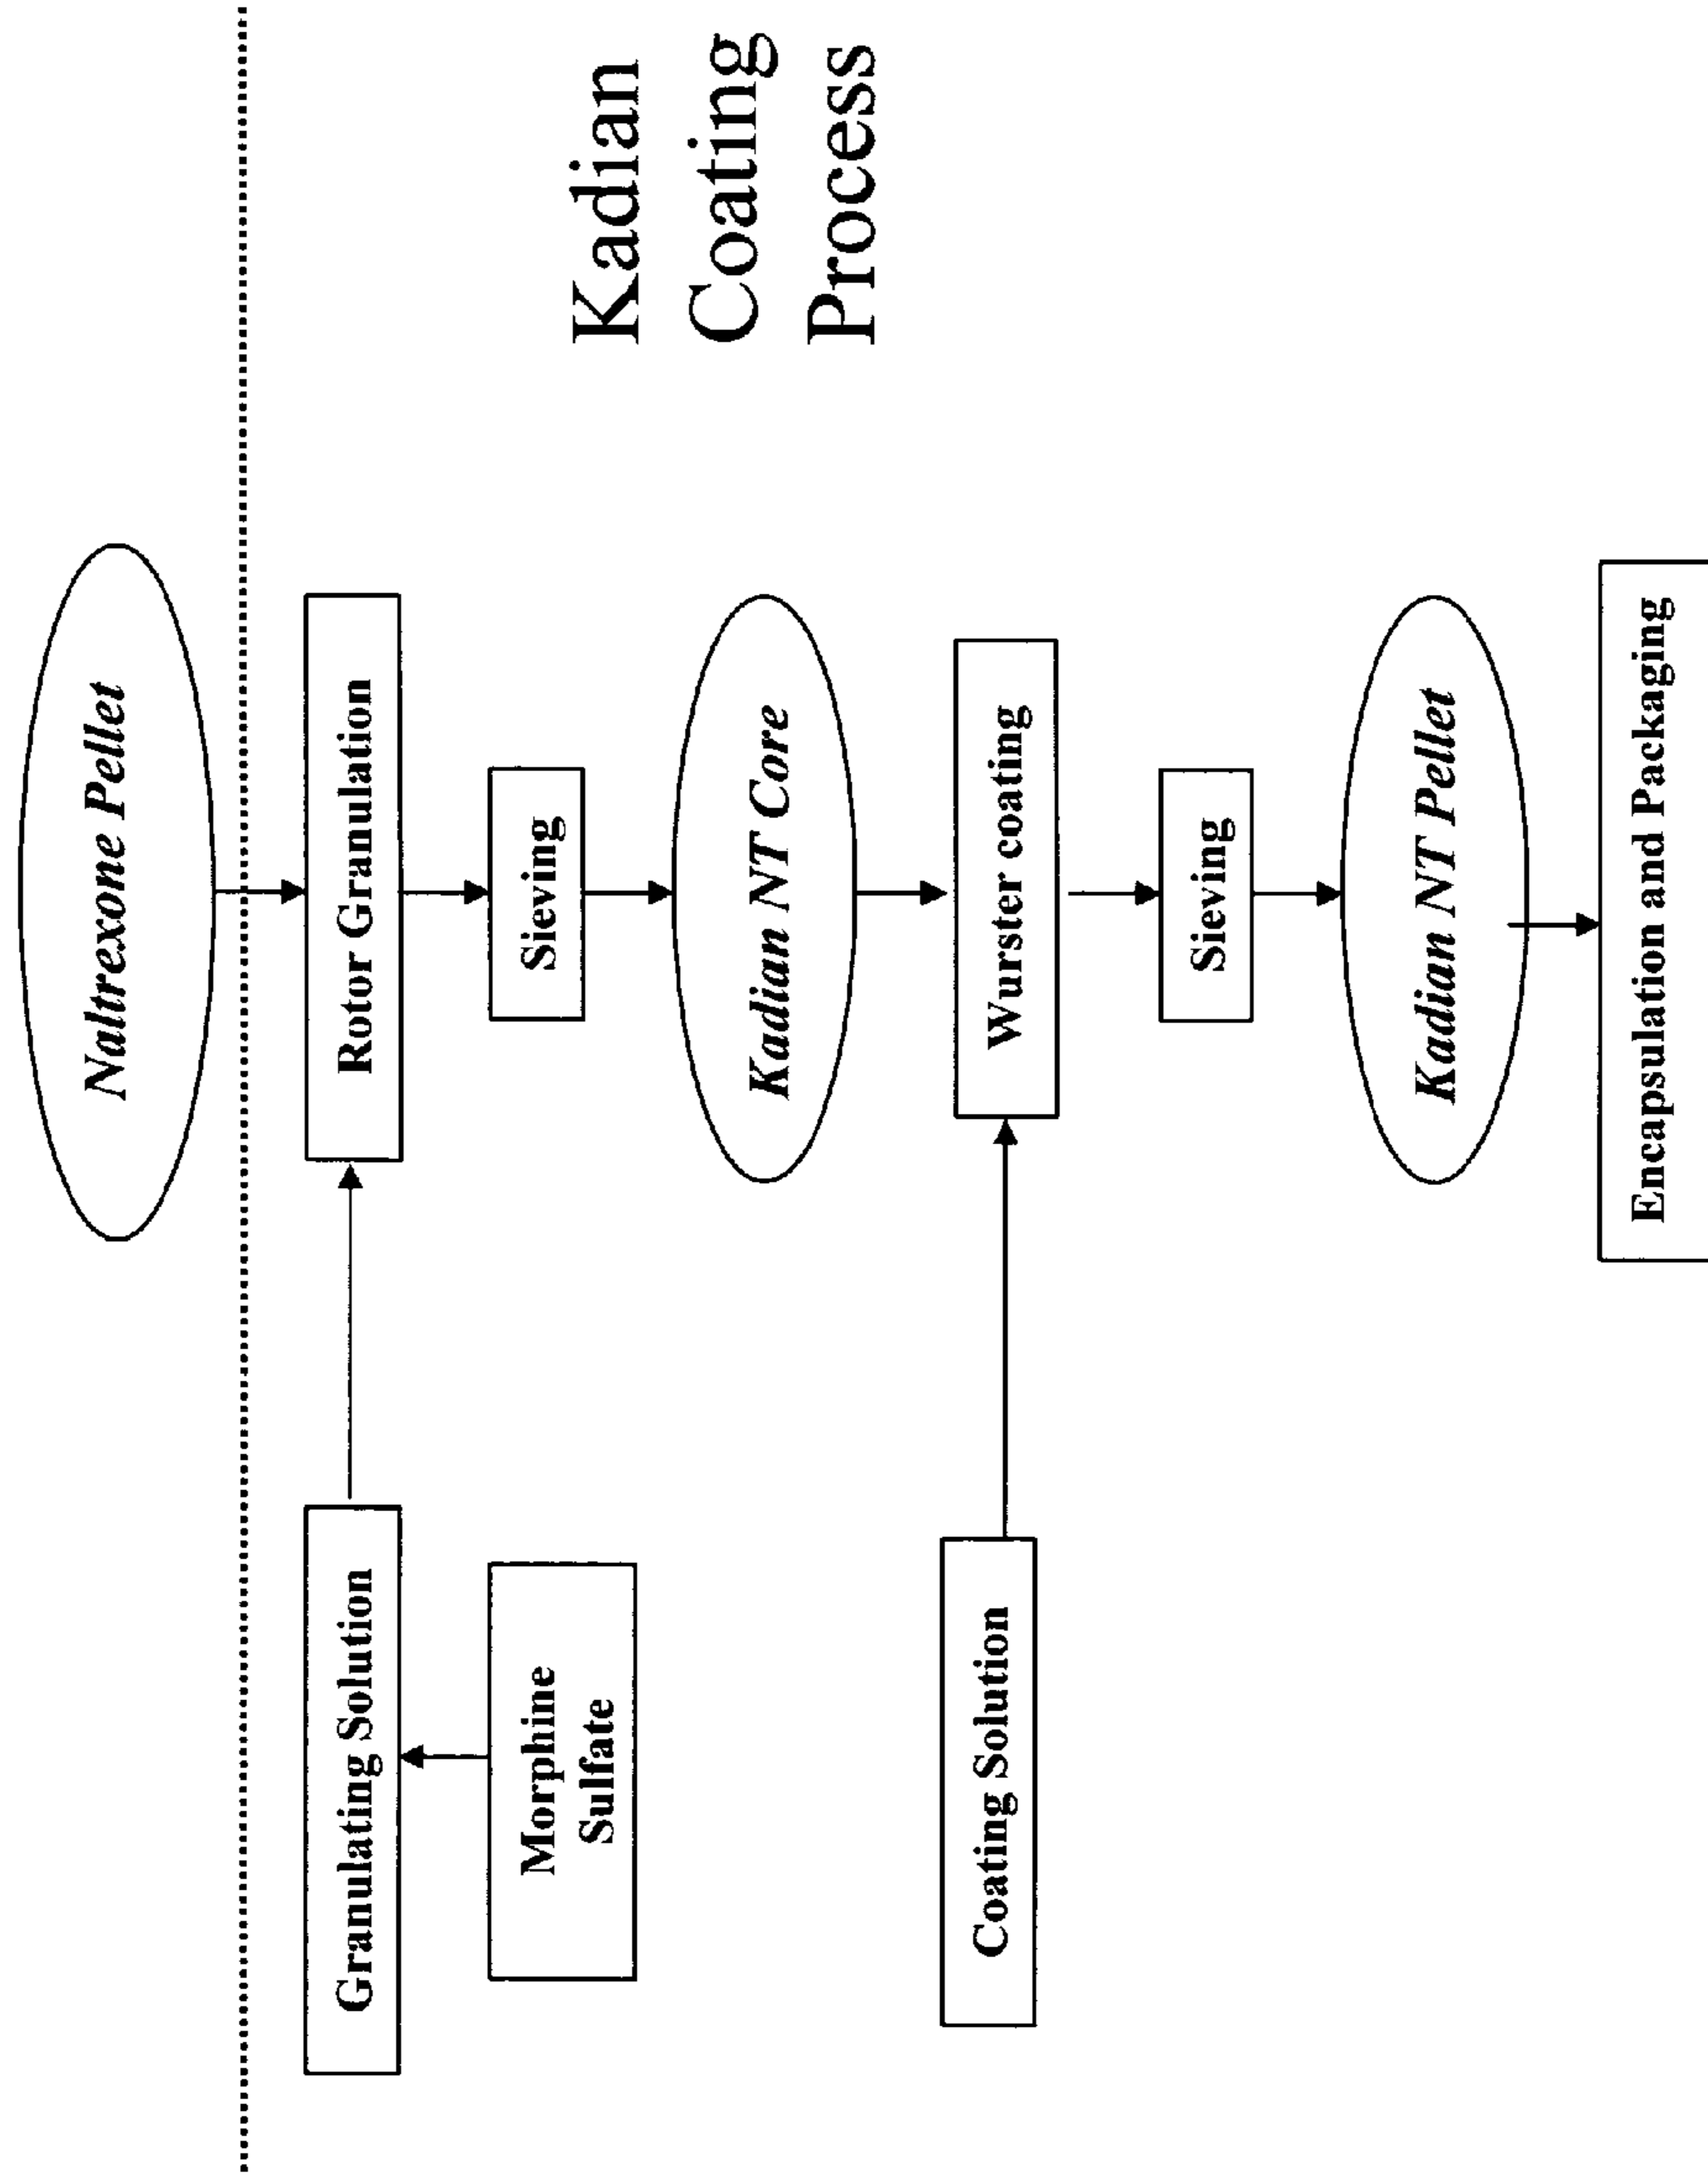 Naltrexone Pellet
Granulating Solution
Rotor Granulation
Morphine
Sulfate
Sieving
Kadian
Coating
Process
Kadian NT Core
Coating Solution
Wurster coating
Sieving
Kadian NT Pellet
Encapsulation and Packaging